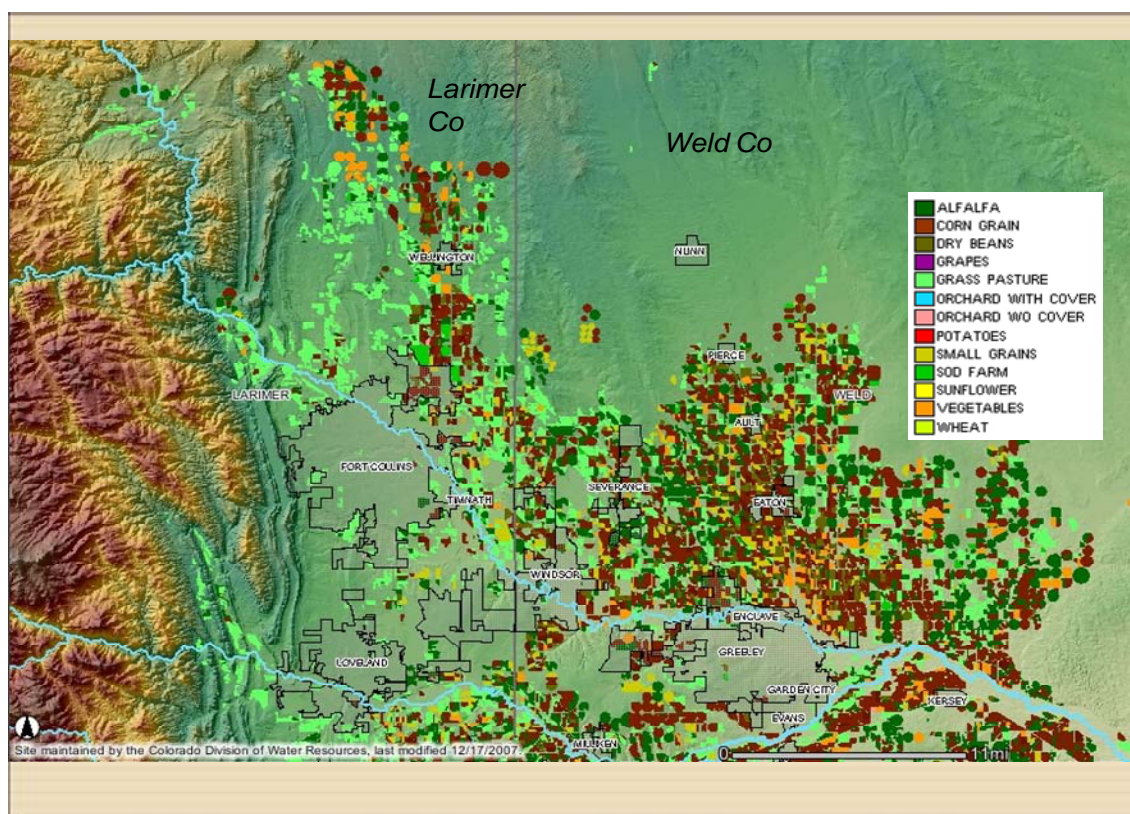 Larimer
Co
Weld Co
ALFALFA
CORN GRAIN
DRY BEANS
GRAPES
GRASS PASTURE
ORCHARD WITH COVER
ORCHARD WO COVER
POTATOES
SMALL GRAINS
SOD FARM
SUNFLOWER
VEGETABLES
WHEAT
WELLINGTON
NUNN
PIERCE
LARIMER
WELD
AULT
FORT COLLINS
SEVERANCE
TIMNATH
EATON
WINDSOR
ENCLAVE
GREELEY
LOVELAND
GARDEN CITY
KERSEY
EVANS
MILLIKEN
Site maintained by the Colorado Division of Water Resources, last modified 12/17/2007.
0 11mi